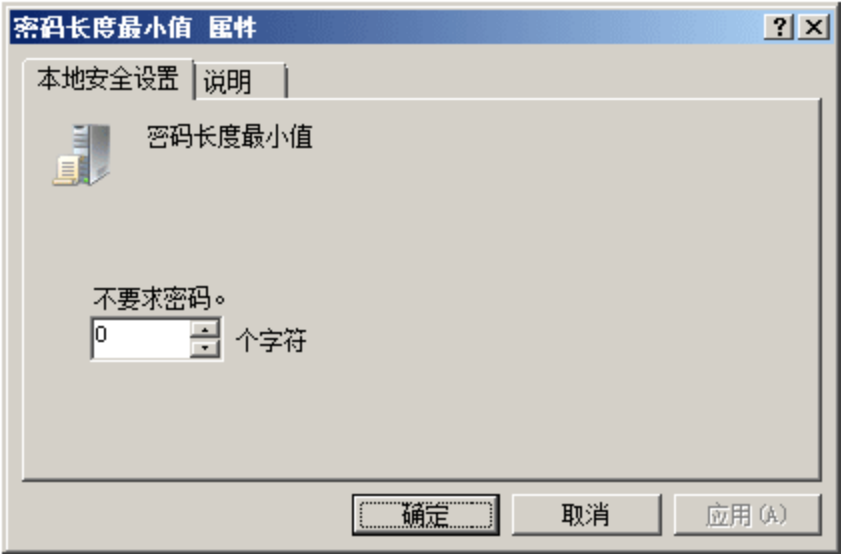 密码长度最小值 属性
本地安全设置 说明
密码长度最小值
不要求密码。
0 个字符
确定 取消 应用(A)